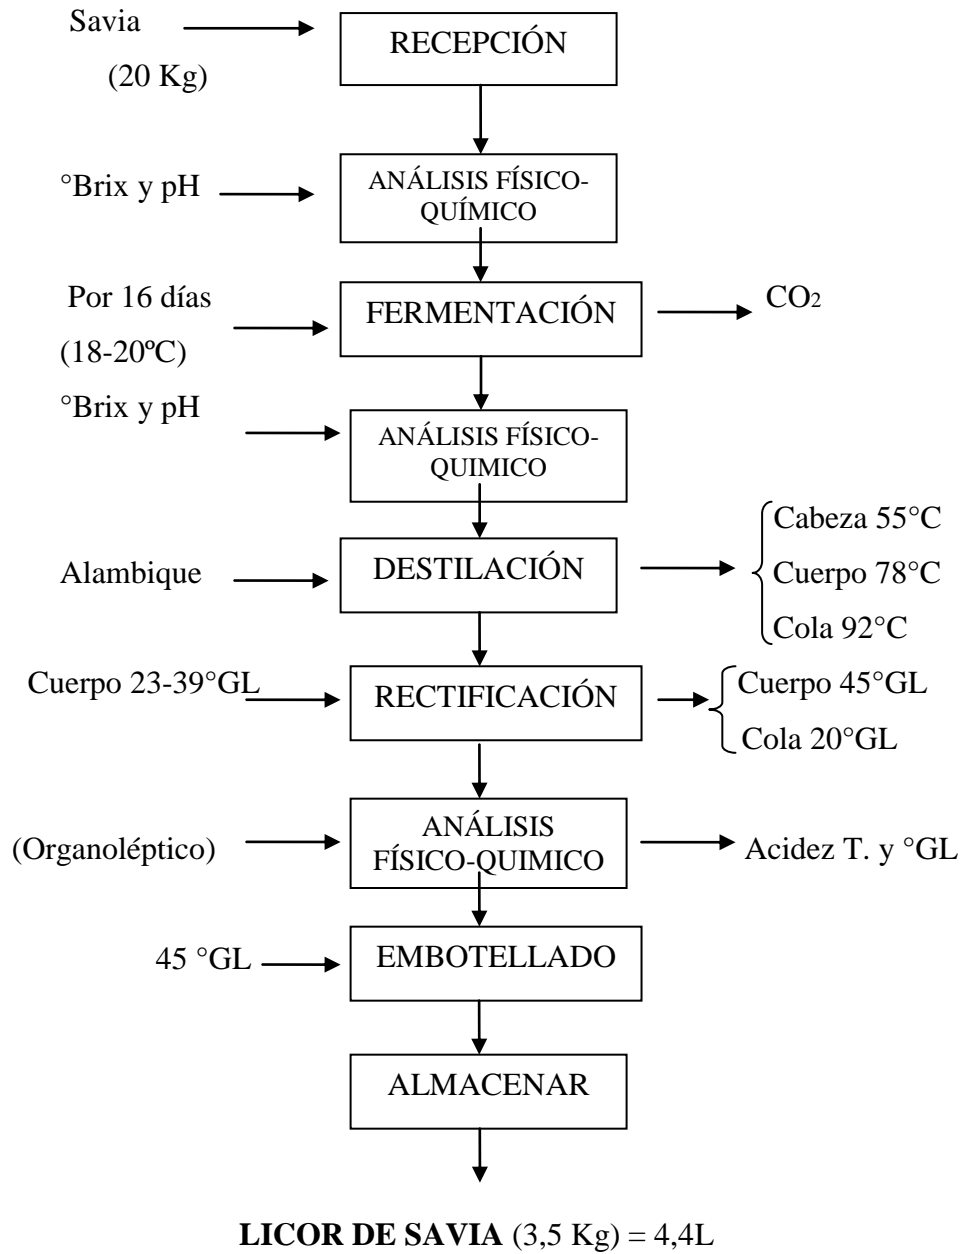 Savia
(20 Kg)
RECEPCIÓN
°Brix y pH
ANÁLISIS FÍSICO-
QUÍMICO
Por 16 días
(18-20ºC)
FERMENTACIÓN
CO₂
°Brix y pH
ANÁLISIS FÍSICO-
QUIMICO
Alambique
DESTILACIÓN
Cabeza 55°C
Cuerpo 78°C
Cola 92°C
Cuerpo 23-39°GL
RECTIFICACIÓN
Cuerpo 45°GL
Cola 20°GL
(Organoléptico)
ANÁLISIS
FÍSICO-QUIMICO
Acidez T. y °GL
45 °GL
EMBOTELLADO
ALMACENAR
LICOR DE SAVIA (3,5 Kg) = 4,4L